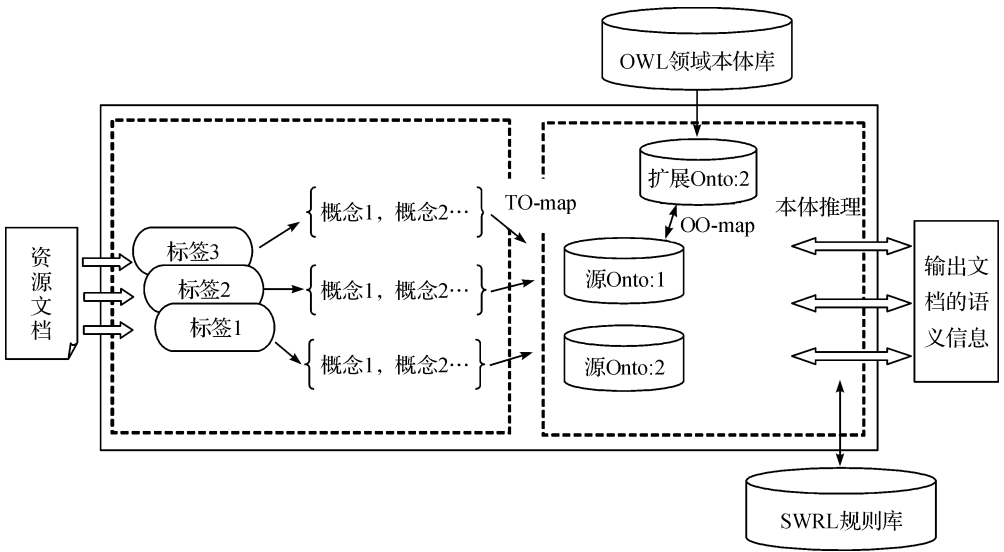 OWL领域本体库
扩展Onto:2
{概念1，概念2…}
TO-map
本体推理
OO-map
资
源
文
档
标签3
标签2
标签1
{概念1，概念2…}
{概念1，概念2…}
源Onto:1
源Onto:2
输出文
档的语
义信息
SWRL规则库